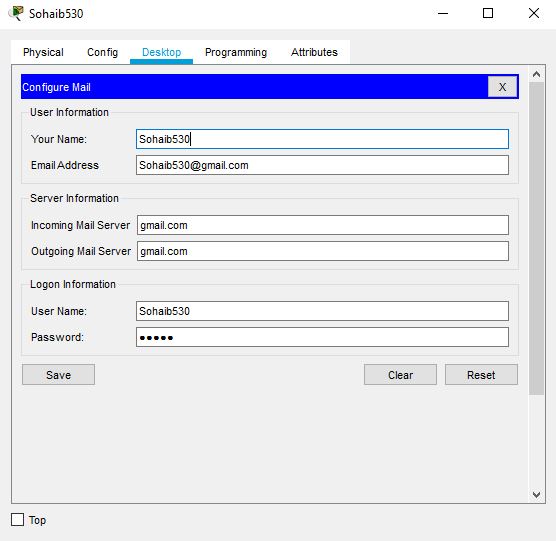 Sohaib530
Physical Config Desktop Programming Attributes
Configure Mail X
User Information
Your Name: Sohaib530
Email Address Sohaib530@gmail.com
Server Information
Incoming Mail Server gmail.com
Outgoing Mail Server gmail.com
Logon Information
User Name: Sohaib530
Password: •••••
Save Clear Reset
Top